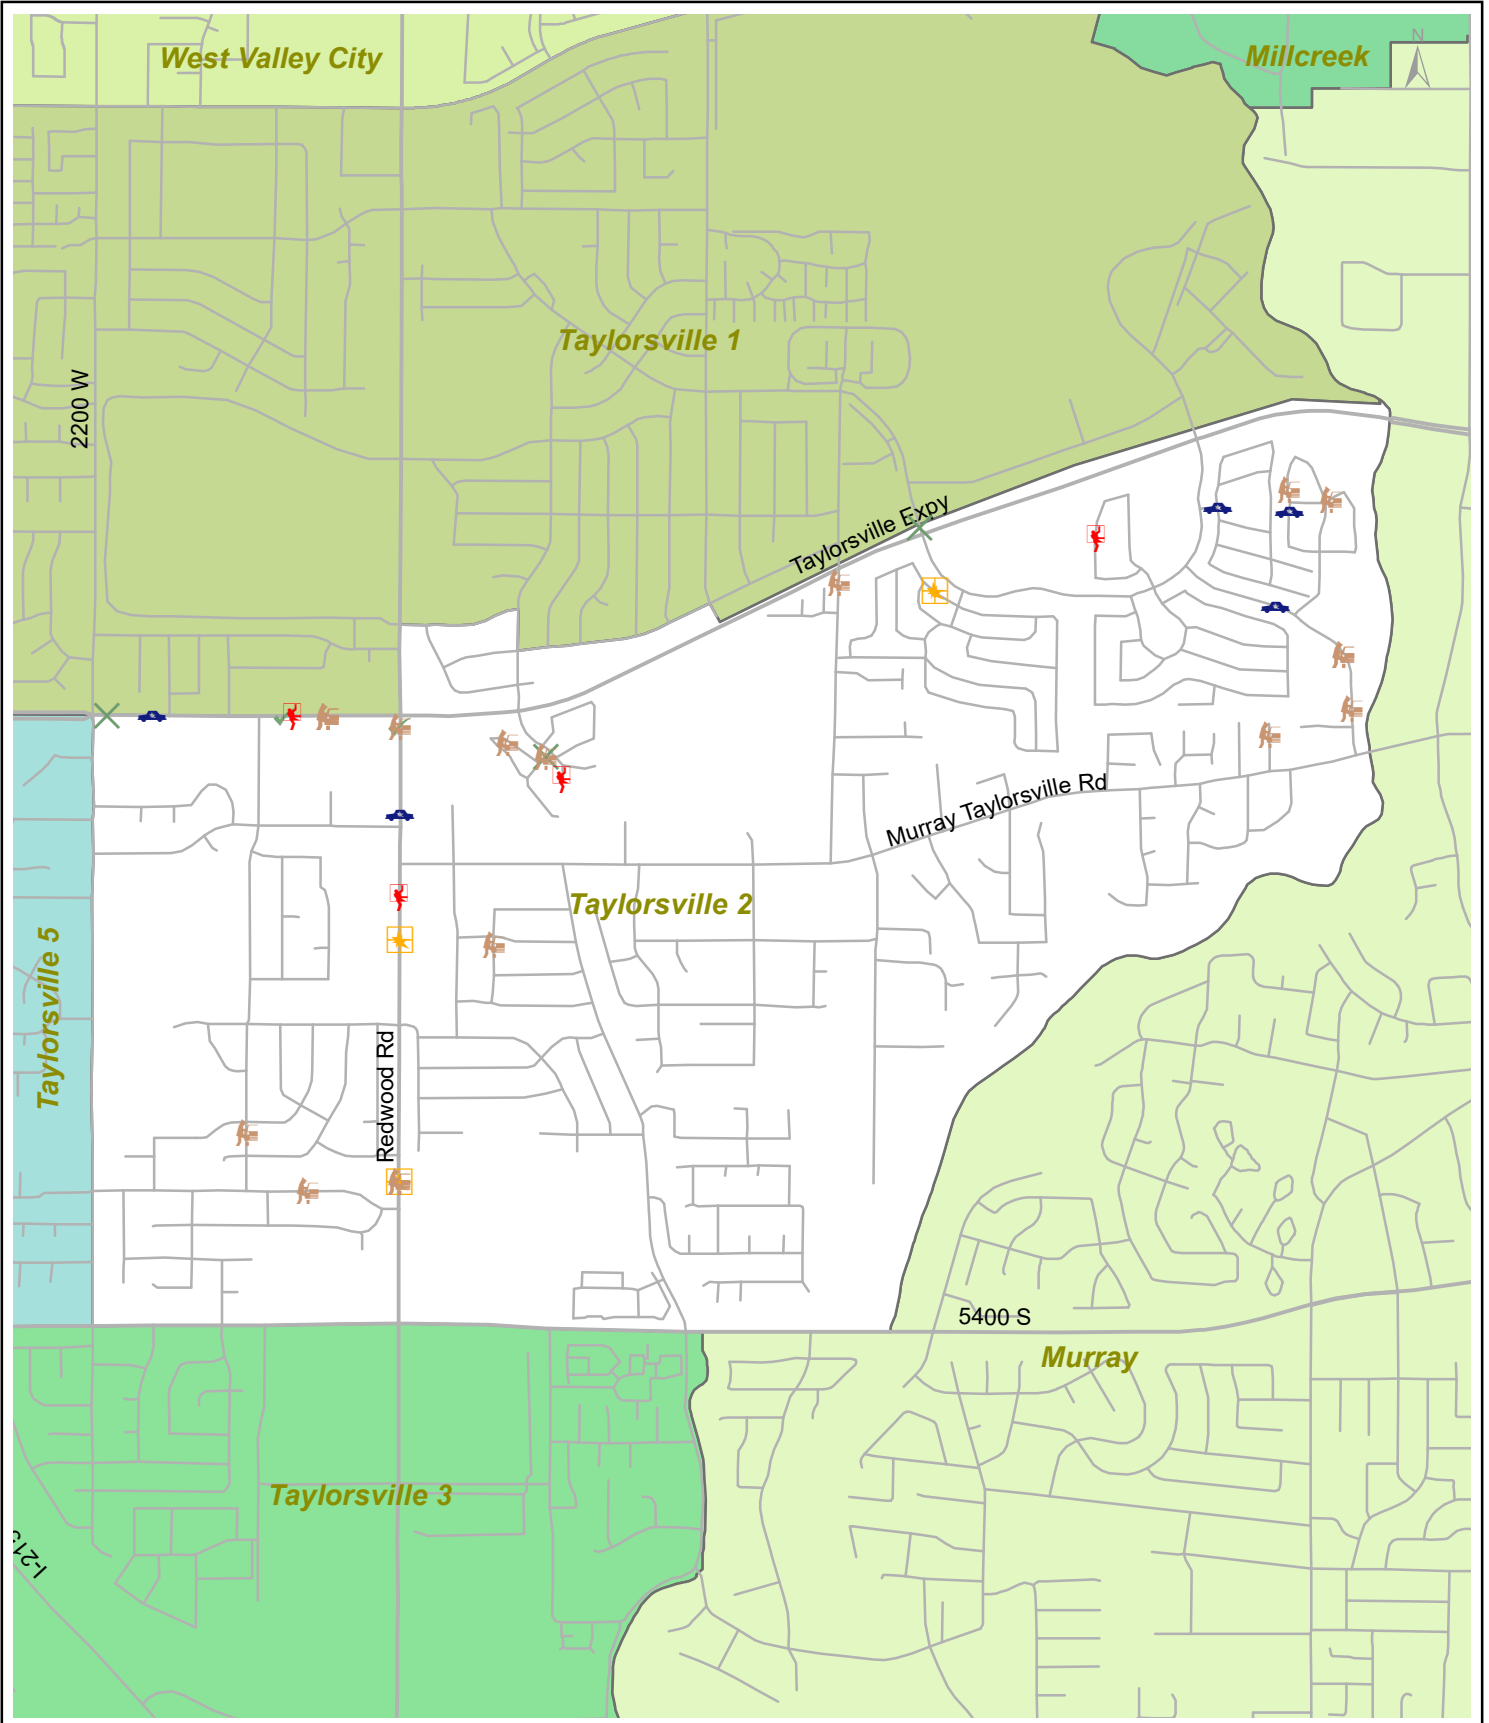 West Valley City
Millcreek
N
Taylorsville 1
2200 W
Taylorsville Expy
Murray Taylorsville Rd
Taylorsville 2
Taylorsville 5
Redwood Rd
5400 S
Murray
Taylorsville 3
I-215